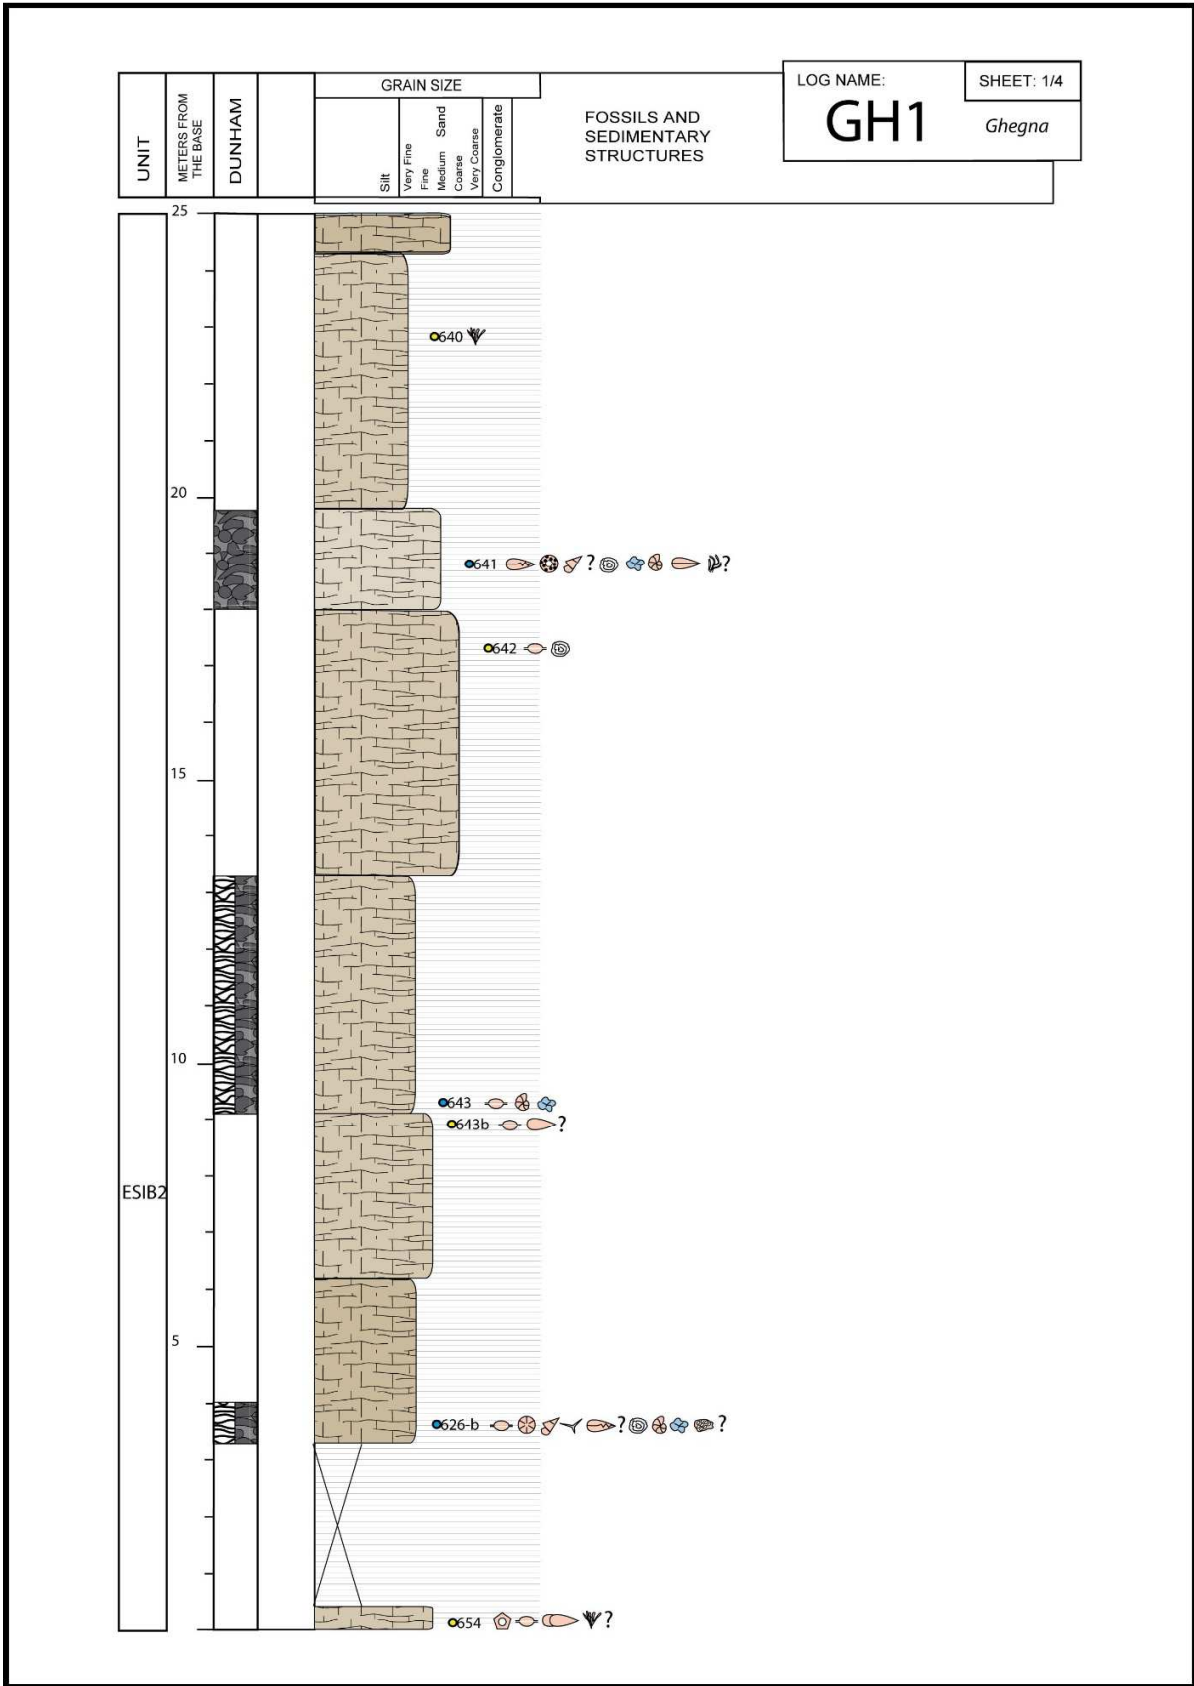 LOG NAME:
GH1
SHEET: 1/4
Ghegna
UNIT
METERS FROM
THE BASE
DUNHAM
GRAIN SIZE
Silt
Very Fine
Fine
Medium
Sand
Coarse
Very Coarse
Conglomerate
FOSSILS AND
SEDIMENTARY
STRUCTURES
25
640
20
641 ? ?
642
15
10
643
643b ?
ESIB2
5
626-b ? ?
654 ?